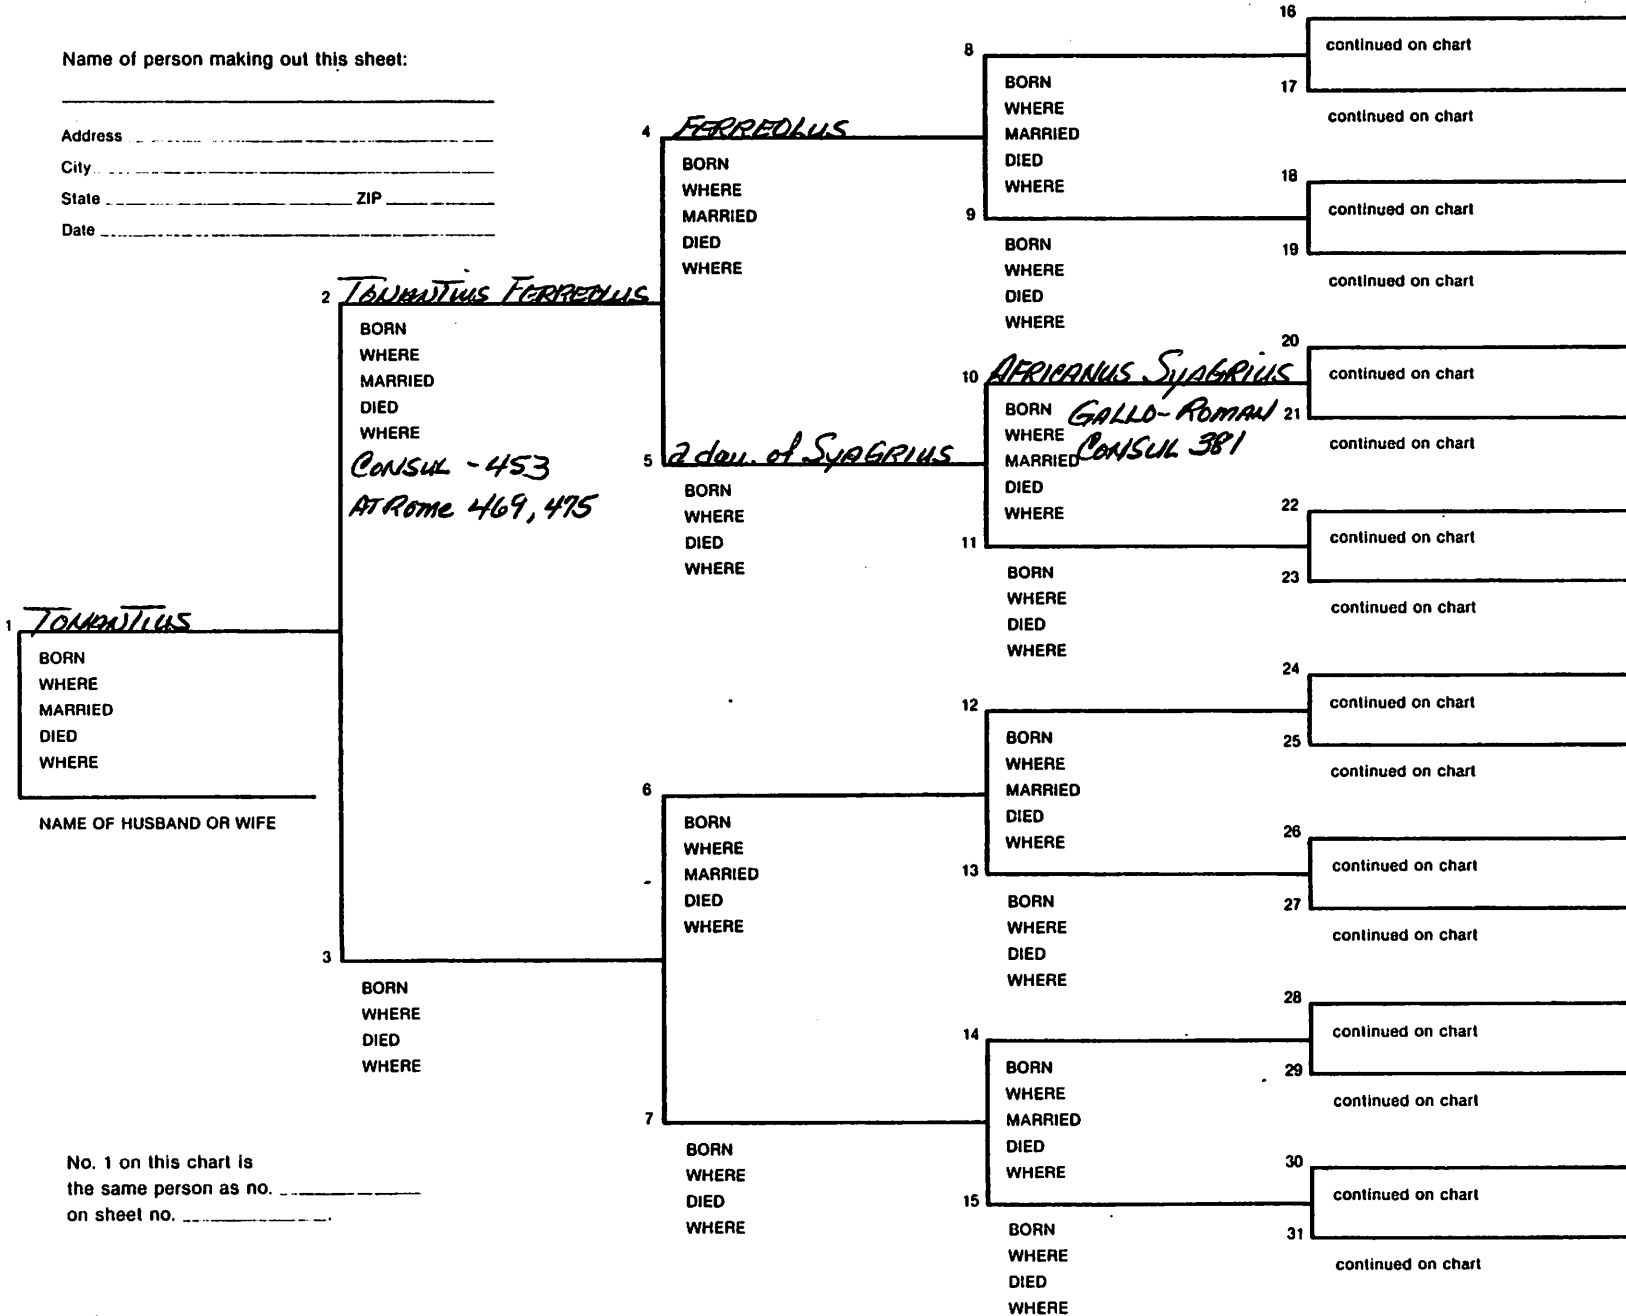 Name of person making out this sheet:
Address
City
State ZIP
Date
1 TONANTIUS
BORN
WHERE
MARRIED
DIED
WHERE
NAME OF HUSBAND OR WIFE
2 TONANTIUS FERREOLUS
BORN
WHERE
MARRIED
DIED
WHERE
CONSUL - 453
AT Rome 469, 475
3
BORN
WHERE
DIED
WHERE
No. 1 on this chart is
the same person as no.
on sheet no.
4 FERREOLUS
BORN
WHERE
MARRIED
DIED
WHERE
5 a dau. of SYAGRIUS
BORN
WHERE
DIED
WHERE
6
BORN
WHERE
MARRIED
DIED
WHERE
7
BORN
WHERE
DIED
WHERE
8
BORN
WHERE
MARRIED
DIED
WHERE
9
BORN
WHERE
DIED
WHERE
10 AFRICANUS SYAGRIUS
BORN GALLO-ROMAN
WHERE
MARRIED CONSUL 381
DIED
WHERE
11
BORN
WHERE
DIED
WHERE
12
BORN
WHERE
MARRIED
DIED
WHERE
13
BORN
WHERE
DIED
WHERE
14
BORN
WHERE
MARRIED
DIED
WHERE
15
BORN
WHERE
DIED
WHERE
16
continued on chart
17
continued on chart
18
continued on chart
19
continued on chart
20
continued on chart
21
continued on chart
22
continued on chart
23
continued on chart
24
continued on chart
25
continued on chart
26
continued on chart
27
continued on chart
28
continued on chart
29
continued on chart
30
continued on chart
31
continued on chart